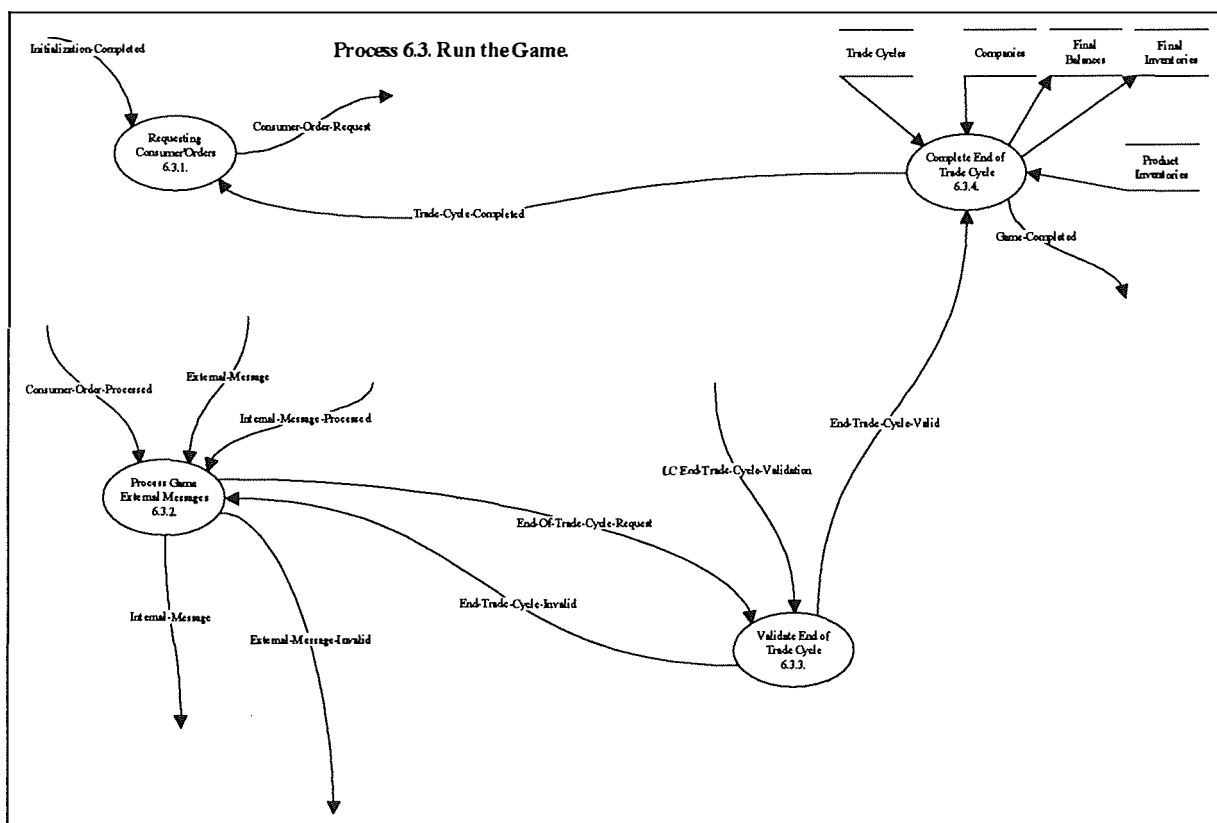 Initialization-Completed
Process 6.3. Run the Game.
Trade Cycles
Companies
Final
Balances
Final
Inventories
Consumer-Order-Request
Requesting
Consumer'Orders
6.3.1.
Complete End of
Trade Cycle
6.3.4.
Product
Inventories
Trade-Cycle-Completed
Game-Completed
Consumer-Order-Processed
External-Message
Internal-Message-Processed
End-Trade-Cycle-Valid
LC End-Trade-Cycle-Validation
Process Game
External Messages
6.3.2.
End-Of-Trade-Cycle-Request
End-Trade-Cycle-Invalid
Internal-Message
External-Message-Invalid
Validate End of
Trade Cycle
6.3.3.